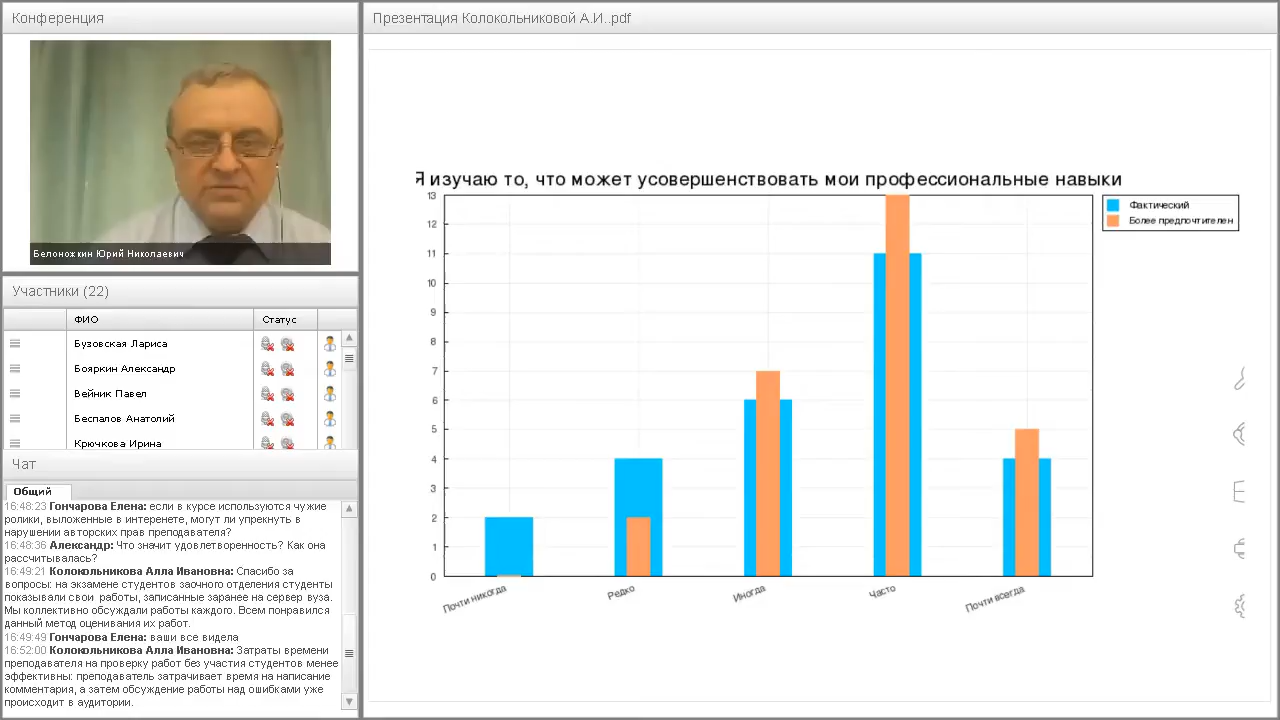 Конференция
Белоножкин Юрий Николаевич
Участники (22)
ФИО Статус
Бузовская Лариса
Бояркин Александр
Вейник Павел
Беспалов Анатолий
Крючкова Ирина
Чат
Общий
16:48:23 Гончарова Елена: если в курсе используются чужие
ролики, выложенные в интеренете, могут ли упрекнуть в
нарушении авторских прав преподавателя?
16:48:36 Александр: Что значит удовлетворенность? Как она
рассчитывалась?
16:49:21 Колокольникова Алла Ивановна: Спасибо за
вопросы: на экзамене студентов заочного отделения студенты
показывали свои работы, записанные заранее на сервер вуза.
Мы коллективно обсуждали работы каждого. Всем понравился
данный метод оценивания их работ.
16:49:49 Гончарова Елена: ваши все видела
16:52:00 Колокольникова Алла Ивановна: Затраты времени
преподавателя на проверку работ без участия студентов менее
эффективны: преподаватель затрачивает время на написание
комментария, а затем обсуждение работы над ошибками уже
происходит в аудитории.
Презентация Колокольниковой А.И..pdf
Я изучаю то, что может усовершенствовать мои профессиональные навыки
Фактический
Более предпочтителен
13
12
11
10
9
8
7
6
5
4
3
2
1
0
Почти никогда
Редко
Иногда
Часто
Почти всегда